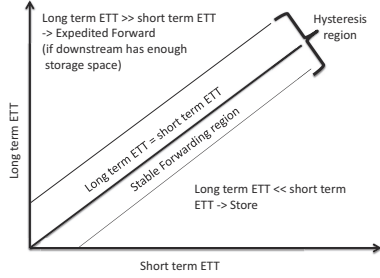 Long term ETT >> short term ETT
-> Expedited Forward
(if downstream has enough
storage space)
Hysteresis
region
Long term ETT
Long term ETT = short term ETT
Stable Forwarding region
Long term ETT << short term
ETT -> Store
Short term ETT